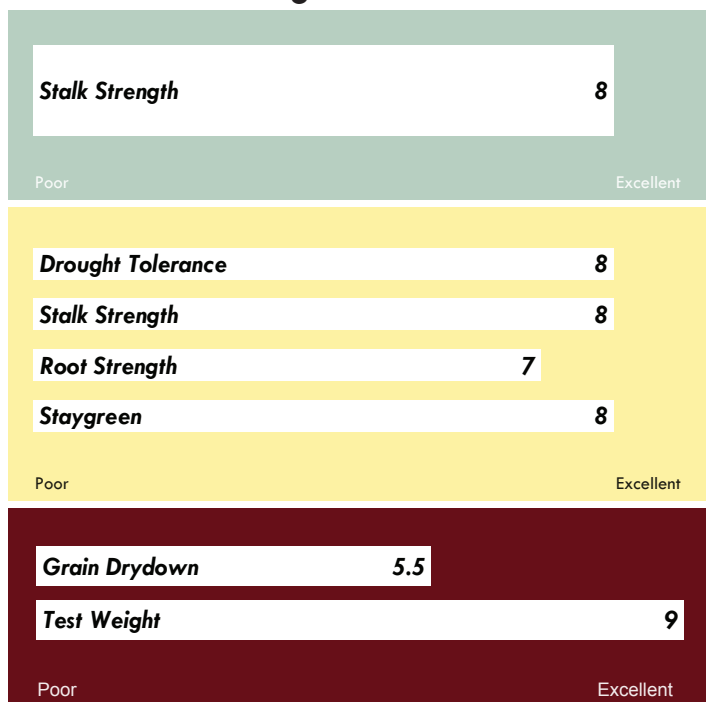 Stalk Strength 8
Poor Excellent
Drought Tolerance 8
Stalk Strength 8
Root Strength 7
Staygreen 8
Poor Excellent
Grain Drydown 5.5
Test Weight 9
Poor Excellent